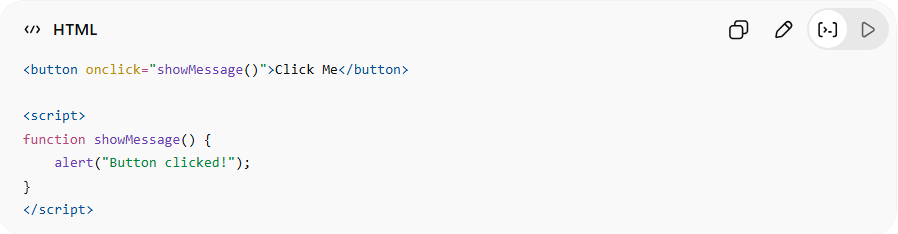 HTML
<button onclick="showMessage()">Click Me</button>
<script>
function showMessage() {
    alert("Button clicked!");
}
</script>